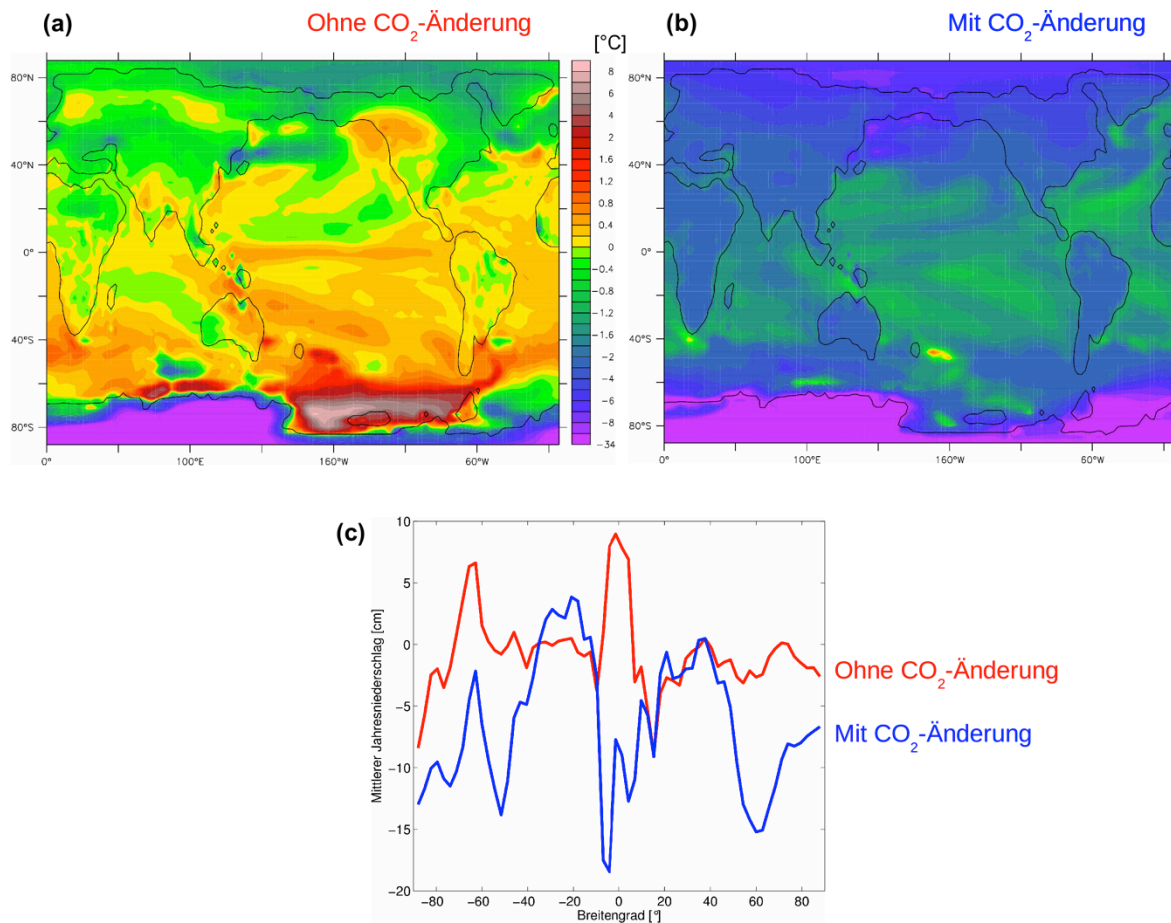 (a) Ohne CO₂-Änderung
[°C]
(b) Mit CO₂-Änderung
80°N
40°N
0°
40°S
80°S
0° 100°E 160°W 60°W
8
6
4
2
1.6
1.2
0.8
0.4
0
−0.4
−0.8
−1.2
−1.6
−2
−4
−6
−8
−34
80°N
40°N
0°
40°S
80°S
0° 100°E 160°W 60°W
(c)
Mittlerer Jahresniederschlag [cm]
10
5
0
−5
−10
−15
−20
−80 −60 −40 −20 0 20 40 60 80
Breitengrad [°]
Ohne CO₂-Änderung
Mit CO₂-Änderung